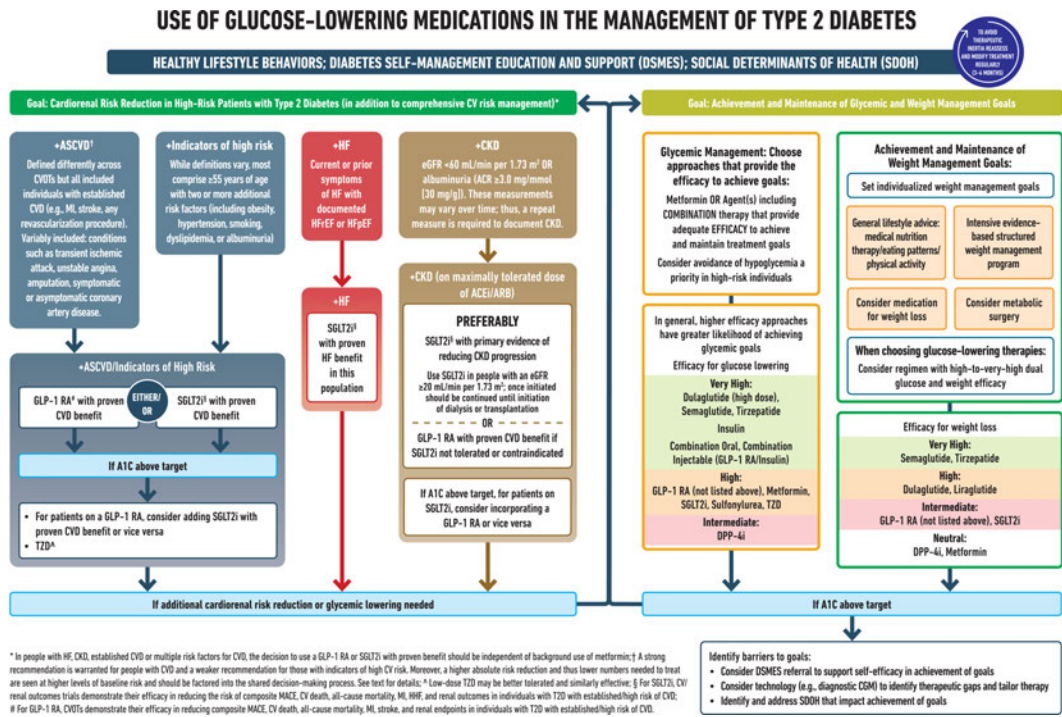 USE OF GLUCOSE-LOWERING MEDICATIONS IN THE MANAGEMENT OF TYPE 2 DIABETES
HEALTHY LIFESTYLE BEHAVIORS; DIABETES SELF-MANAGEMENT EDUCATION AND SUPPORT (DSMES); SOCIAL DETERMINANTS OF HEALTH (SDOH)
TO AVOID
THERAPEUTIC
INERTIA REASSESS
AND MODIFY TREATMENT
REGULARLY
(3–6 MONTHS)
Goal: Cardiorenal Risk Reduction in High-Risk Patients with Type 2 Diabetes (in addition to comprehensive CV risk management)*
+ASCVD†
Defined differently across
CVOTs but all included
individuals with established
CVD (e.g., MI, stroke, any
revascularization procedure).
Variably included: conditions
such as transient ischemic
attack, unstable angina,
amputation, symptomatic
or asymptomatic coronary
artery disease.
+Indicators of high risk
While definitions vary, most
comprise ≥55 years of age
with two or more additional
risk factors (including obesity,
hypertension, smoking,
dyslipidemia, or albuminuria)
+HF
Current or prior
symptoms
of HF with
documented
HFrEF or HFpEF
+CKD
eGFR <60 mL/min per 1.73 m² OR
albuminuria (ACR ≥3.0 mg/mmol
[30 mg/g]). These measurements
may vary over time; thus, a repeat
measure is required to document CKD.
+ASCVD/Indicators of High Risk
GLP-1 RA# with proven
CVD benefit
EITHER/
OR
SGLT2i§ with proven
CVD benefit
If A1C above target
• For patients on a GLP-1 RA, consider adding SGLT2i with
proven CVD benefit or vice versa
• TZD^
+HF
SGLT2i§
with proven
HF benefit
in this
population
+CKD (on maximally tolerated dose
of ACEi/ARB)
PREFERABLY
SGLT2i§ with primary evidence of
reducing CKD progression
Use SGLT2i in people with an eGFR
≥20 mL/min per 1.73 m²; once initiated
should be continued until initiation
of dialysis or transplantation
OR
GLP-1 RA with proven CVD benefit if
SGLT2i not tolerated or contraindicated
If A1C above target, for patients on
SGLT2i, consider incorporating a
GLP-1 RA or vice versa
If additional cardiorenal risk reduction or glycemic lowering needed
Goal: Achievement and Maintenance of Glycemic and Weight Management Goals
Glycemic Management: Choose
approaches that provide the
efficacy to achieve goals:
Metformin OR Agent(s) including
COMBINATION therapy that provide
adequate EFFICACY to achieve
and maintain treatment goals
Consider avoidance of hypoglycemia a
priority in high-risk individuals
In general, higher efficacy approaches
have greater likelihood of achieving
glycemic goals
Efficacy for glucose lowering
Very High:
Dulaglutide (high dose),
Semaglutide, Tirzepatide
Insulin
Combination Oral, Combination
Injectable (GLP-1 RA/Insulin)
High:
GLP-1 RA (not listed above), Metformin,
SGLT2i, Sulfonylurea, TZD
Intermediate:
DPP-4i
Achievement and Maintenance of
Weight Management Goals:
Set individualized weight management goals
General lifestyle advice:
medical nutrition
therapy/eating patterns/
physical activity
Intensive evidence-
based structured
weight management
program
Consider medication
for weight loss
Consider metabolic
surgery
When choosing glucose-lowering therapies:
Consider regimen with high-to-very-high dual
glucose and weight efficacy
Efficacy for weight loss
Very High:
Semaglutide, Tirzepatide
High:
Dulaglutide, Liraglutide
Intermediate:
GLP-1 RA (not listed above), SGLT2i
Neutral:
DPP-4i, Metformin
If A1C above target
Identify barriers to goals:
• Consider DSMES referral to support self-efficacy in achievement of goals
• Consider technology (e.g., diagnostic CGM) to identify therapeutic gaps and tailor therapy
• Identify and address SDOH that impact achievement of goals
* In people with HF, CKD, established CVD or multiple risk factors for CVD, the decision to use a GLP-1 RA or SGLT2i with proven benefit should be independent of background use of metformin;† A strong
recommendation is warranted for people with CVD and a weaker recommendation for those with indicators of high CV risk. Moreover, a higher absolute risk reduction and thus lower numbers needed to treat
are seen at higher levels of baseline risk and should be factored into the shared decision-making process. See text for details; ^ Low-dose TZD may be better tolerated and similarly effective; § For SGLT2i, CV/
renal outcomes trials demonstrate their efficacy in reducing the risk of composite MACE, CV death, all-cause mortality, MI, HHF, and renal outcomes in individuals with T2D with established/high risk of CVD;
# For GLP-1 RA, CVOTs demonstrate their efficacy in reducing composite MACE, CV death, all-cause mortality, MI, stroke, and renal endpoints in individuals with T2D with established/high risk of CVD.